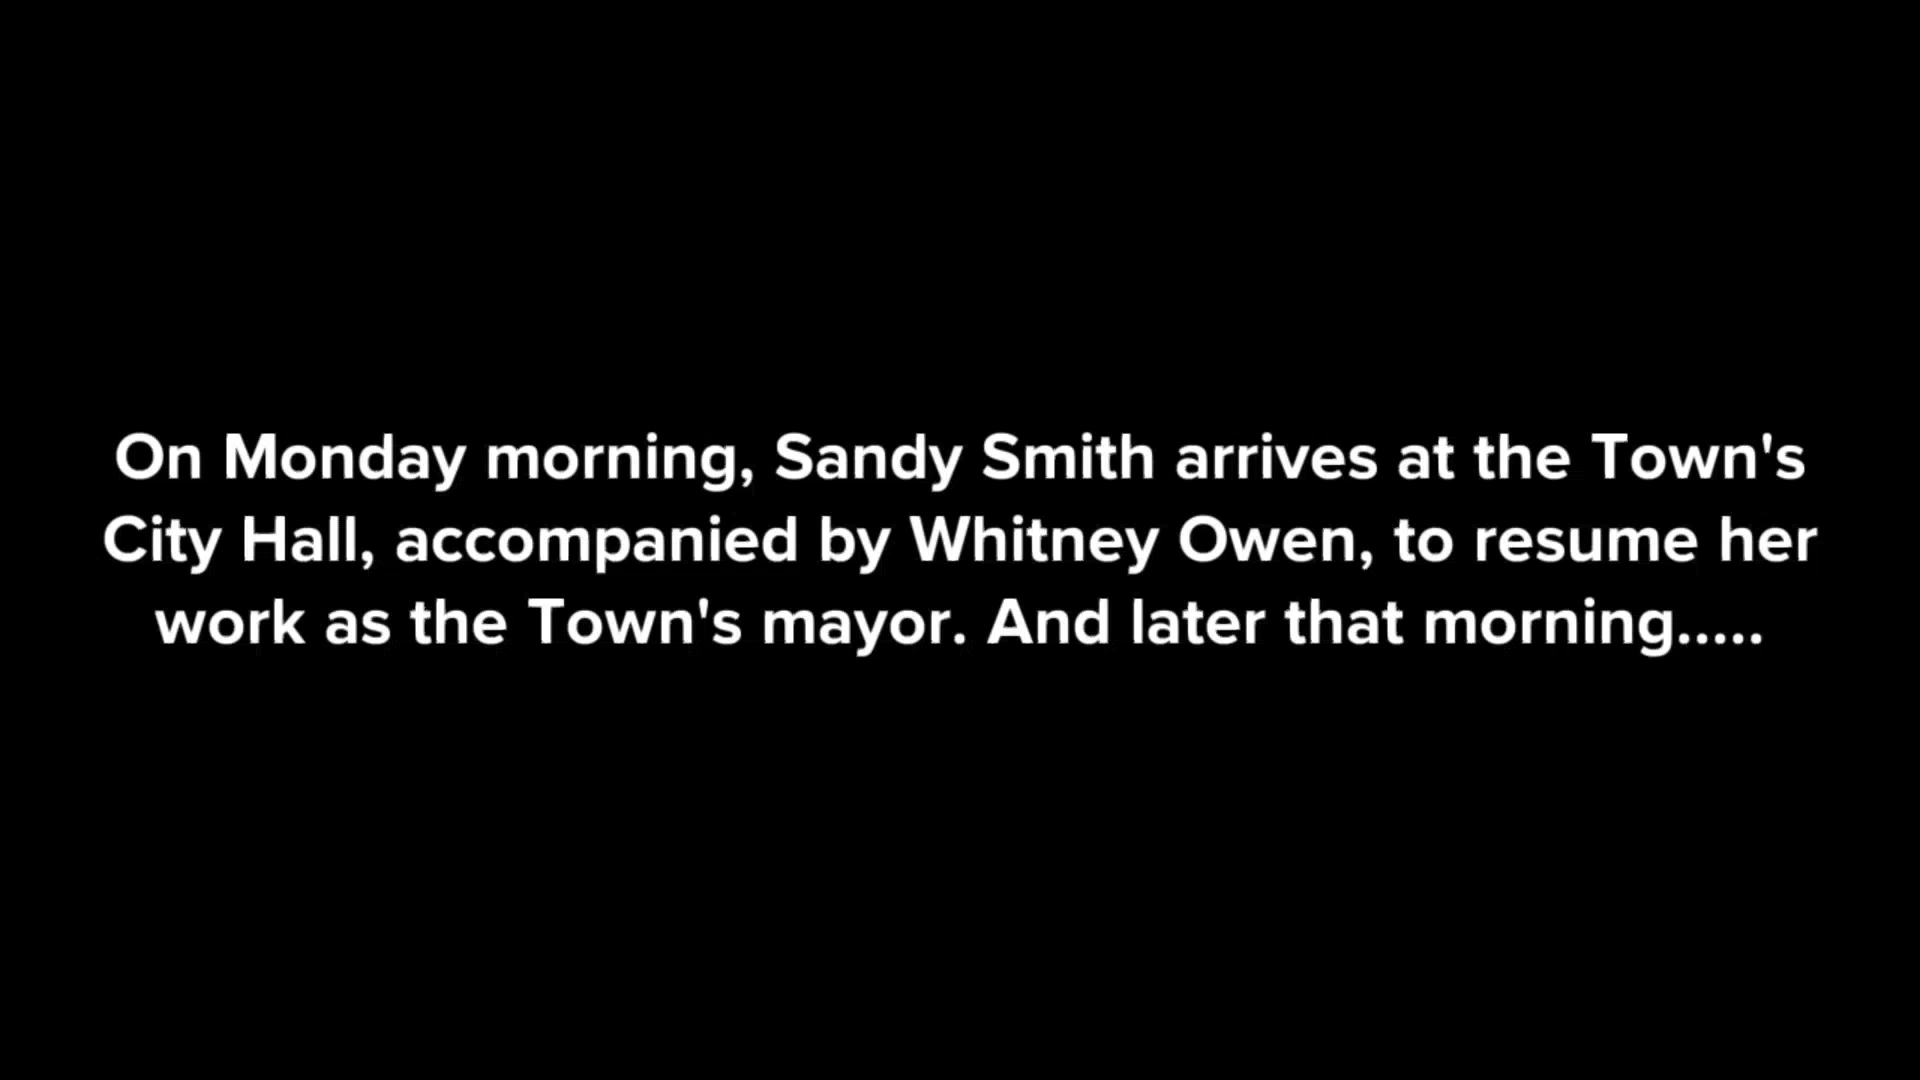 On Monday morning, Sandy Smith arrives at the Town's
City Hall, accompanied by Whitney Owen, to resume her
work as the Town's mayor. And later that morning.....